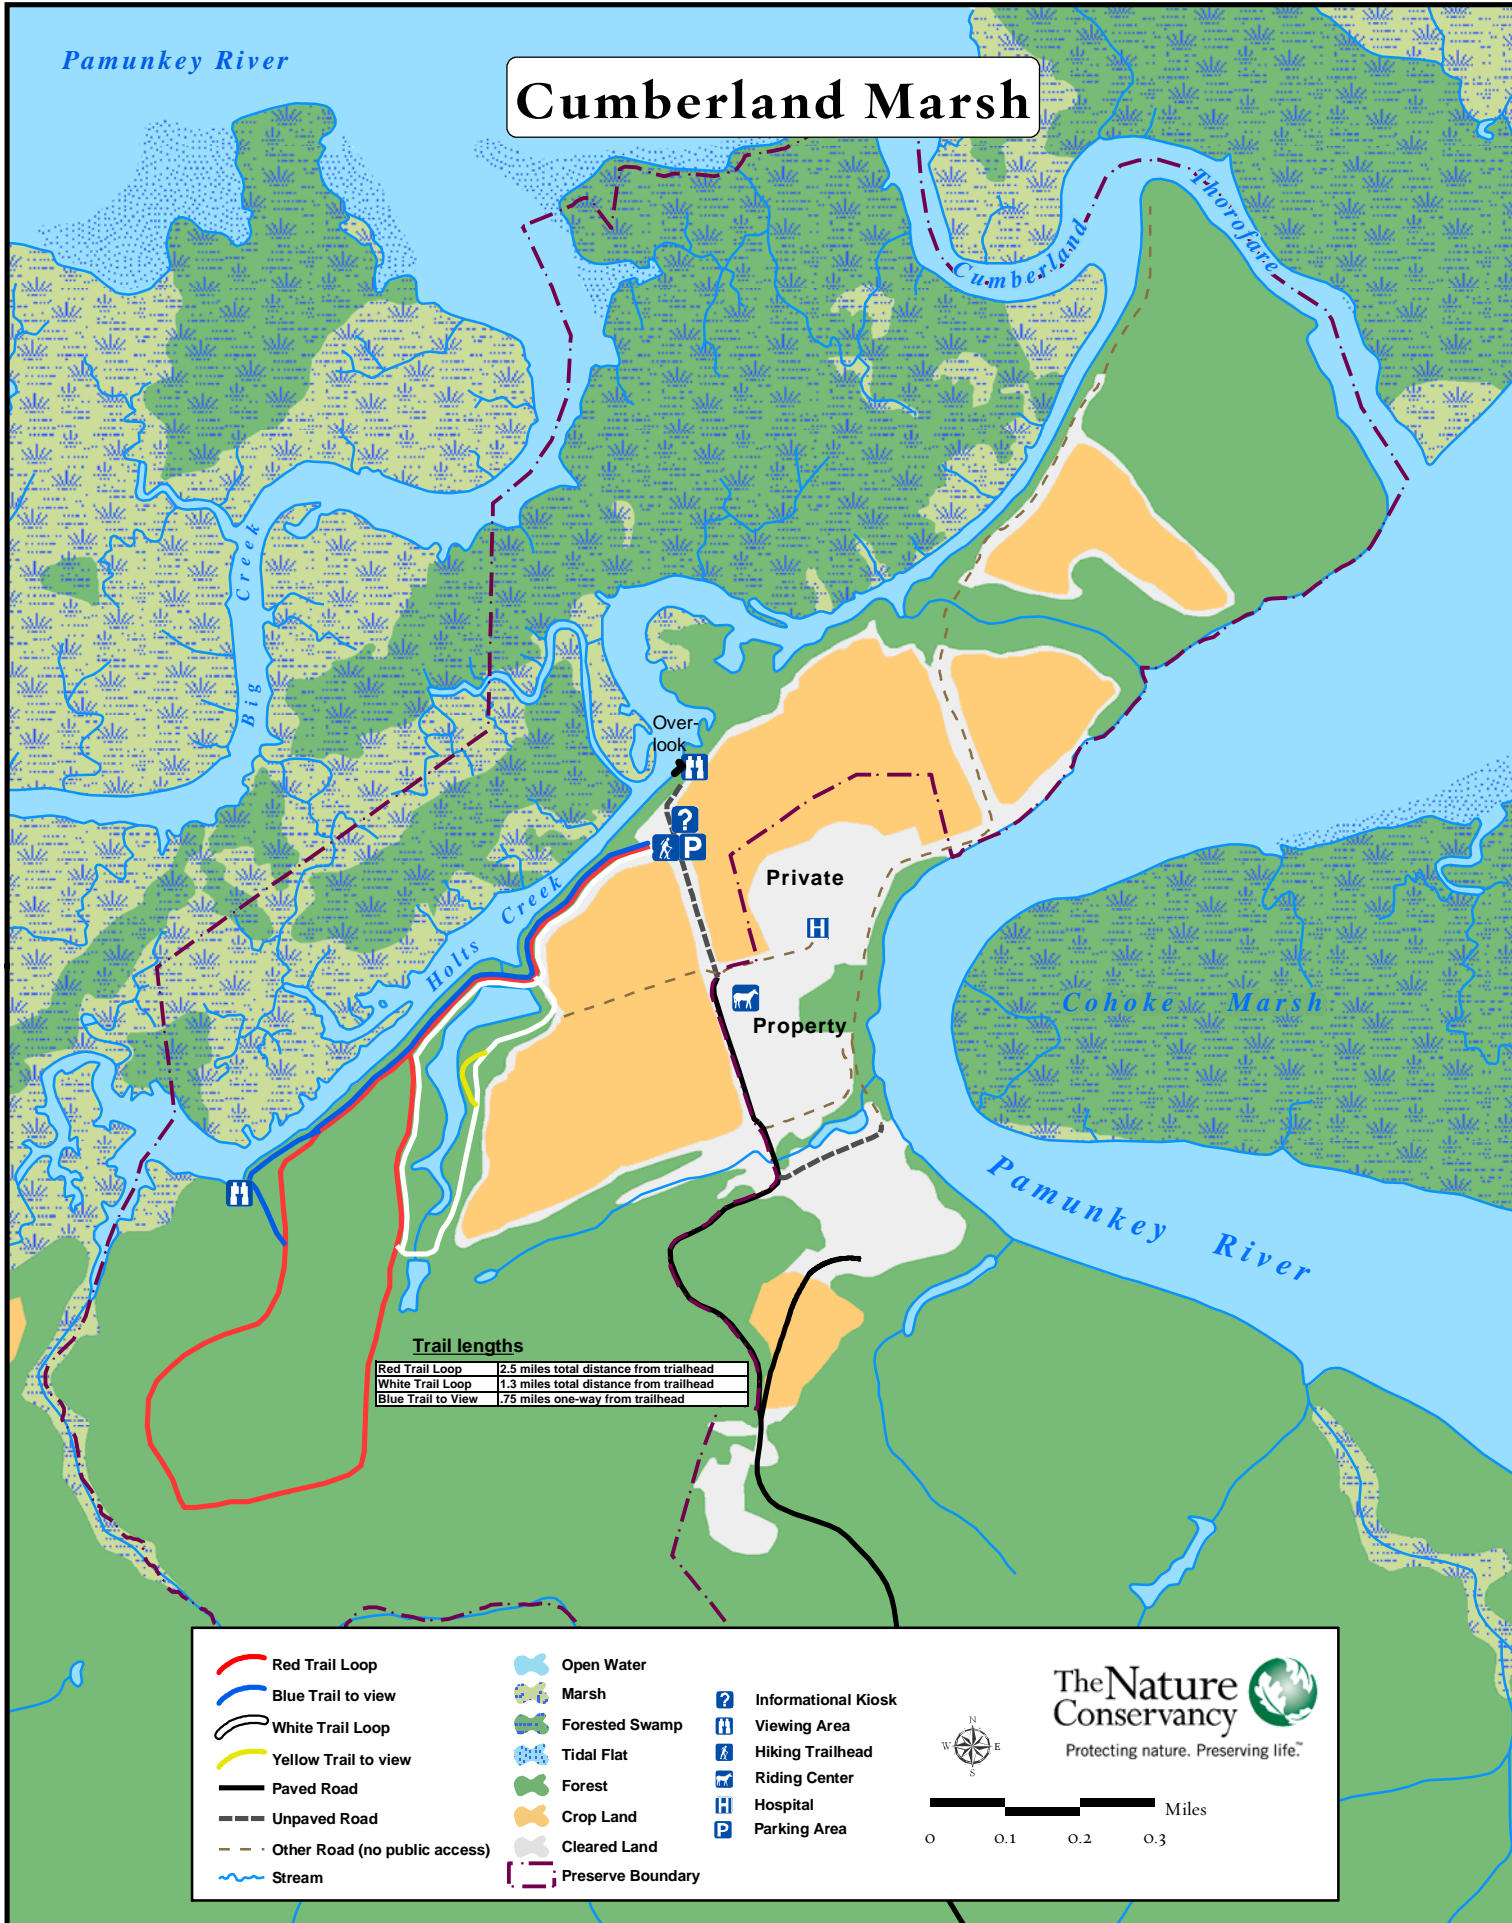 Pamunkey River
Cumberland Marsh
Thorofare
Cumberland
Big Creek
Over-
look
?
P
Private
H
Holts Creek
Cohoke Marsh
Property
Pamunkey River
Trail lengths
Red Trail Loop 2.5 miles total distance from trialhead
White Trail Loop 1.3 miles total distance from trailhead
Blue Trail to View .75 miles one-way from trailhead
Red Trail Loop
Blue Trail to view
White Trail Loop
Yellow Trail to view
Paved Road
Unpaved Road
Other Road (no public access)
Stream
Open Water
Marsh
Forested Swamp
Tidal Flat
Forest
Crop Land
Cleared Land
Preserve Boundary
? Informational Kiosk
Viewing Area
Hiking Trailhead
Riding Center
H Hospital
P Parking Area
N
W E
S
The Nature
Conservancy
Protecting nature. Preserving life.™
Miles
0 0.1 0.2 0.3